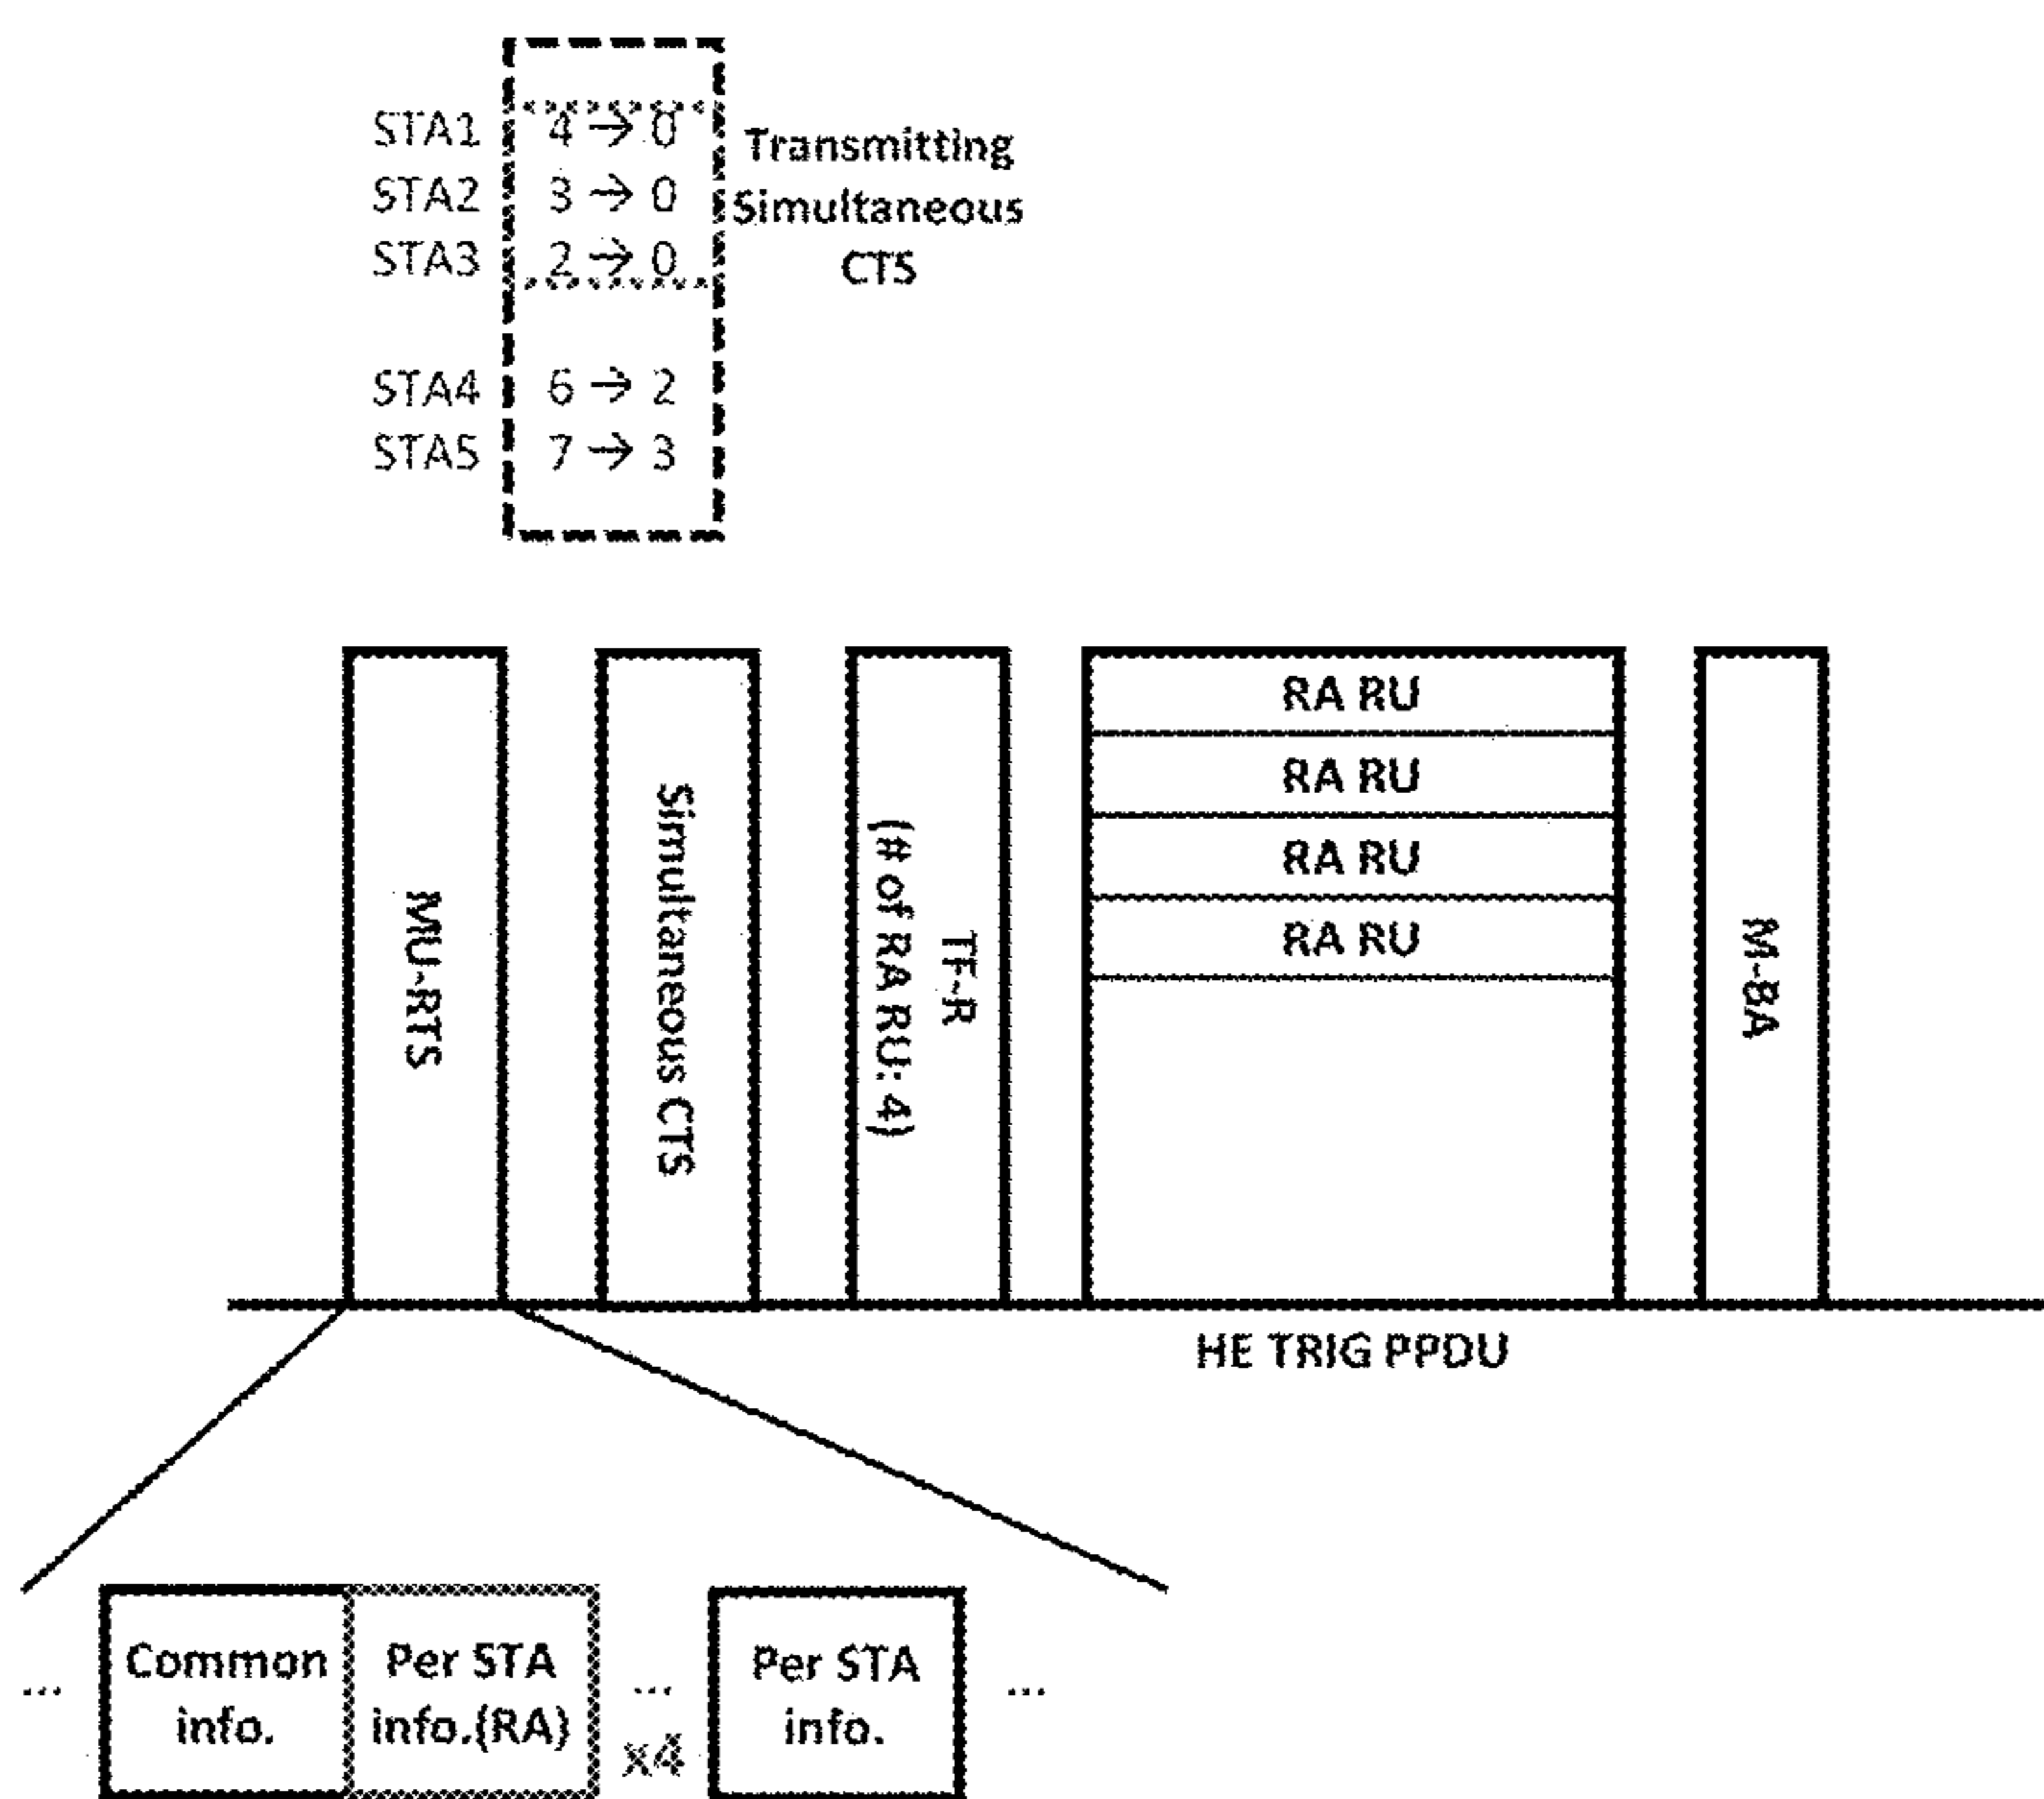 STA1 4 → 0
STA2 3 → 0
STA3 2 → 0
STA4 6 → 2
STA5 7 → 3
Transmitting
Simultaneous
CTS
MU-RTS
Simultaneous CTS
TF-R
(# of RA RU: 4)
RA RU
RA RU
RA RU
RA RU
M-BA
HE TRIG PPDU
...
Common
info.
Per STA
info.(RA)
...
x4
Per STA
info.
...